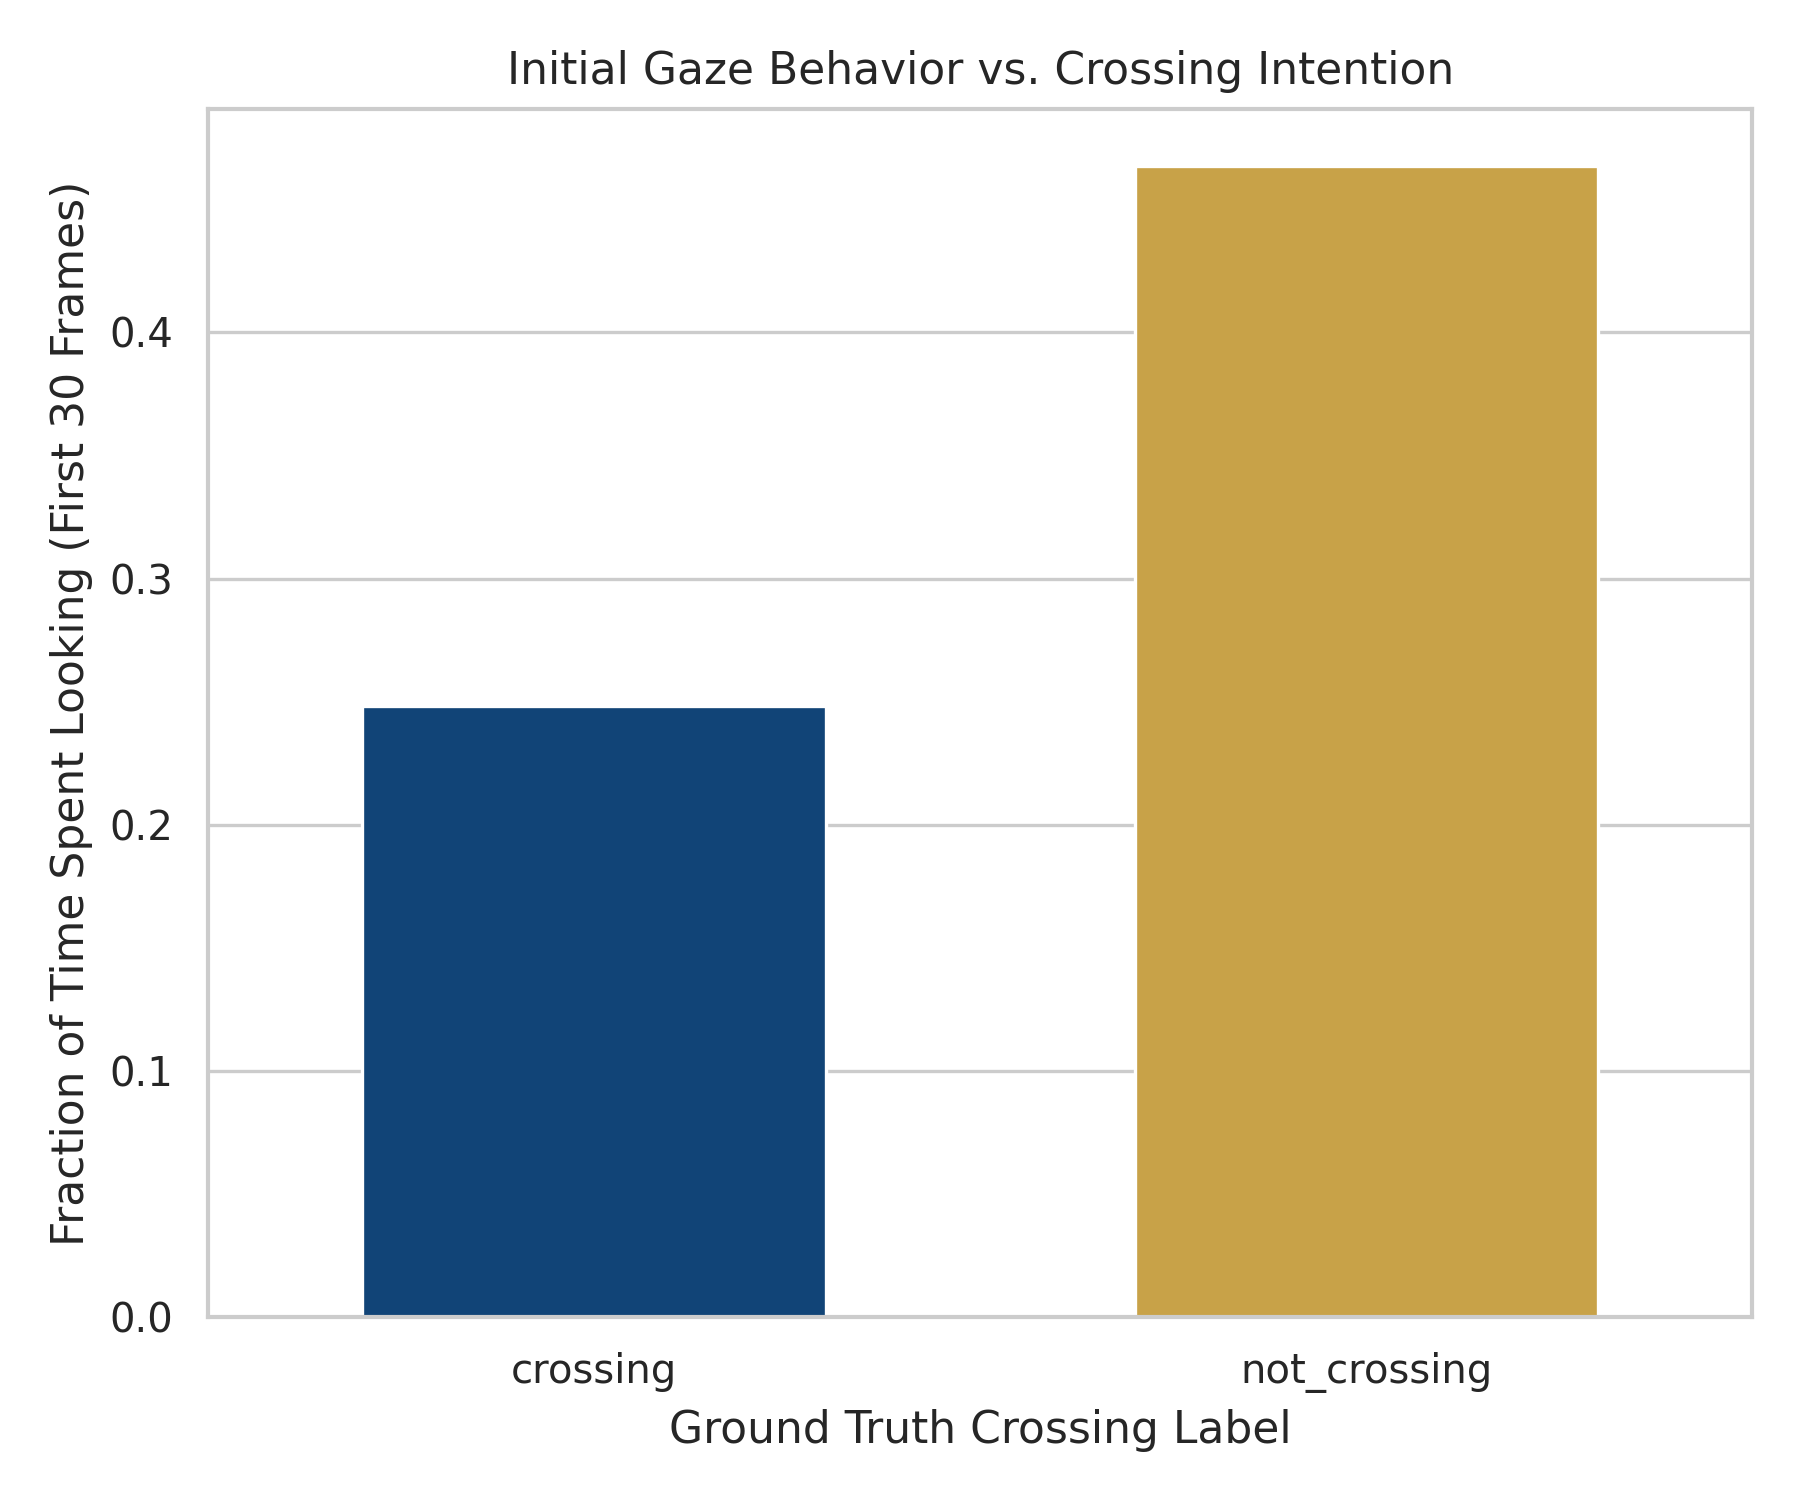 Initial Gaze Behavior vs. Crossing Intention
Fraction of Time Spent Looking (First 30 Frames)
0.4
0.3
0.2
0.1
0.0
crossing
not_crossing
Ground Truth Crossing Label